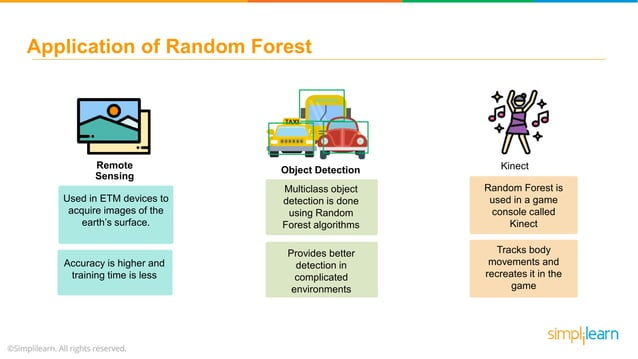 Application of Random Forest
Remote
Sensing
Used in ETM devices to
acquire images of the
earth's surface.
Accuracy is higher and
training time is less
TAXI
Object Detection
Multiclass object
detection is done
using Random
Forest algorithms
Provides better
detection in
complicated
environments
Kinect
Random Forest is
used in a game
console called
Kinect
Tracks body
movements and
recreates it in the
game
©Simplilearn. All rights reserved.
simplilearn